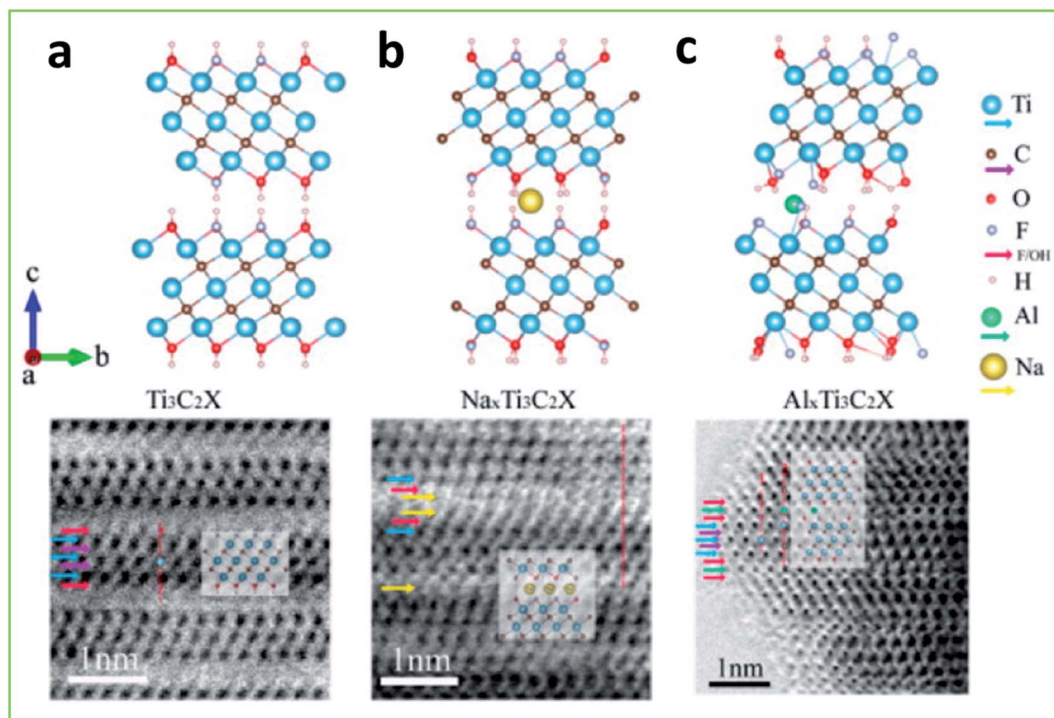 a
b
c
Ti
C
O
F
F/OH
H
Al
Na
c
b
a
Ti₃C₂X
NaₓTi₃C₂X
AlₓTi₃C₂X
1nm
1nm
1nm